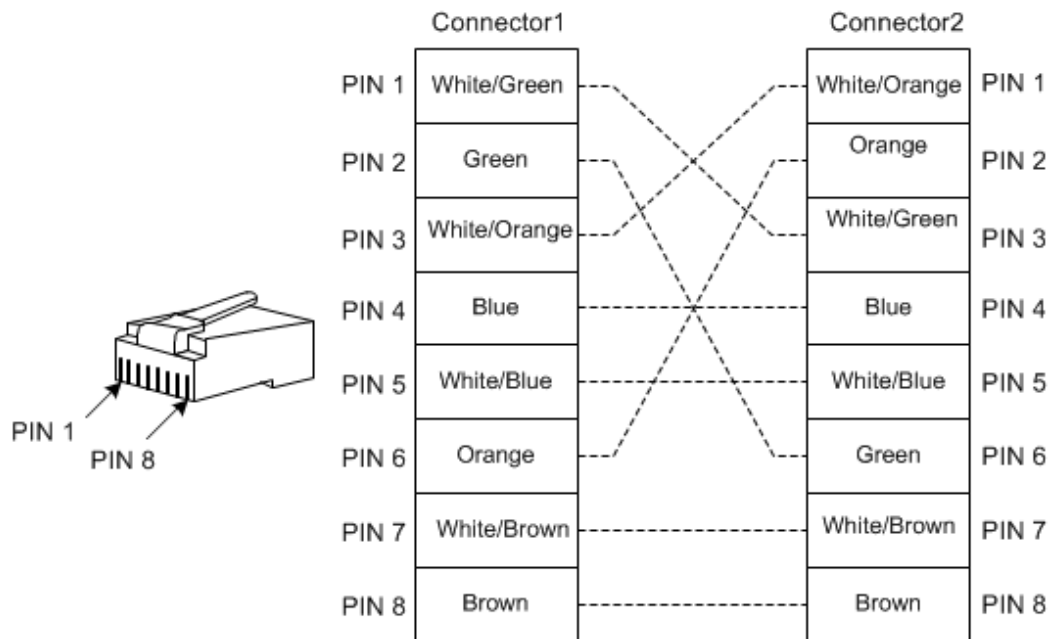 Connector1 Connector2
PIN 1 White/Green White/Orange PIN 1
PIN 2 Green Orange PIN 2
PIN 3 White/Orange White/Green PIN 3
PIN 4 Blue Blue PIN 4
PIN 5 White/Blue White/Blue PIN 5
PIN 6 Orange Green PIN 6
PIN 7 White/Brown White/Brown PIN 7
PIN 8 Brown Brown PIN 8
PIN 1
PIN 8